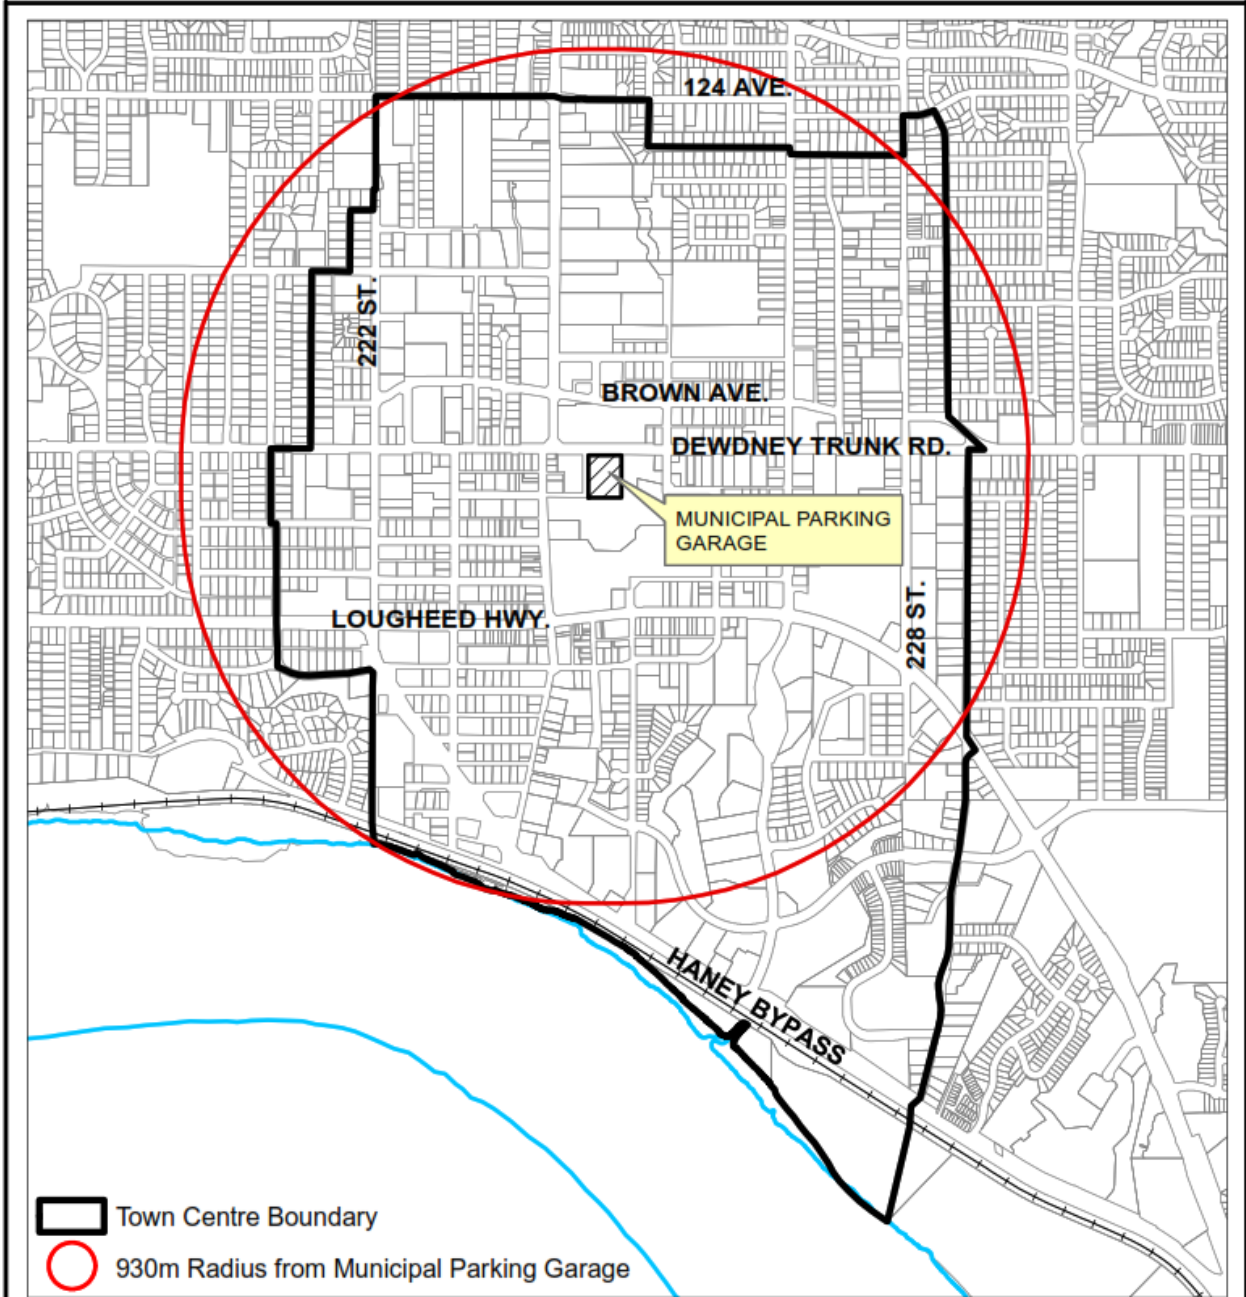 124 AVE.
222 ST.
BROWN AVE.
DEWDNEY TRUNK RD.
MUNICIPAL PARKING
GARAGE
LOUGHEED HWY.
228 ST.
HANEY BYPASS
Town Centre Boundary
930m Radius from Municipal Parking Garage